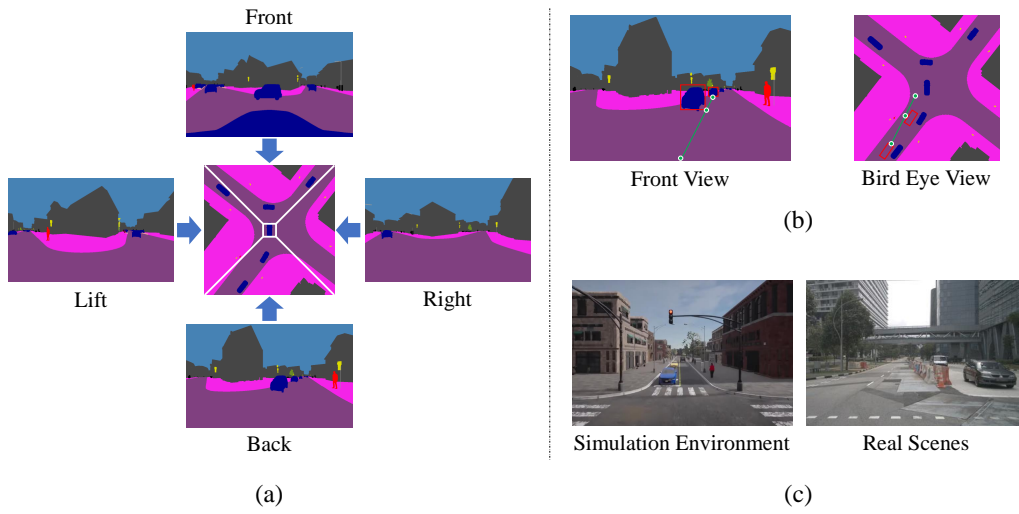 Front
Lift
Right
Back
(a)
Front View
Bird Eye View
(b)
Simulation Environment
Real Scenes
(c)